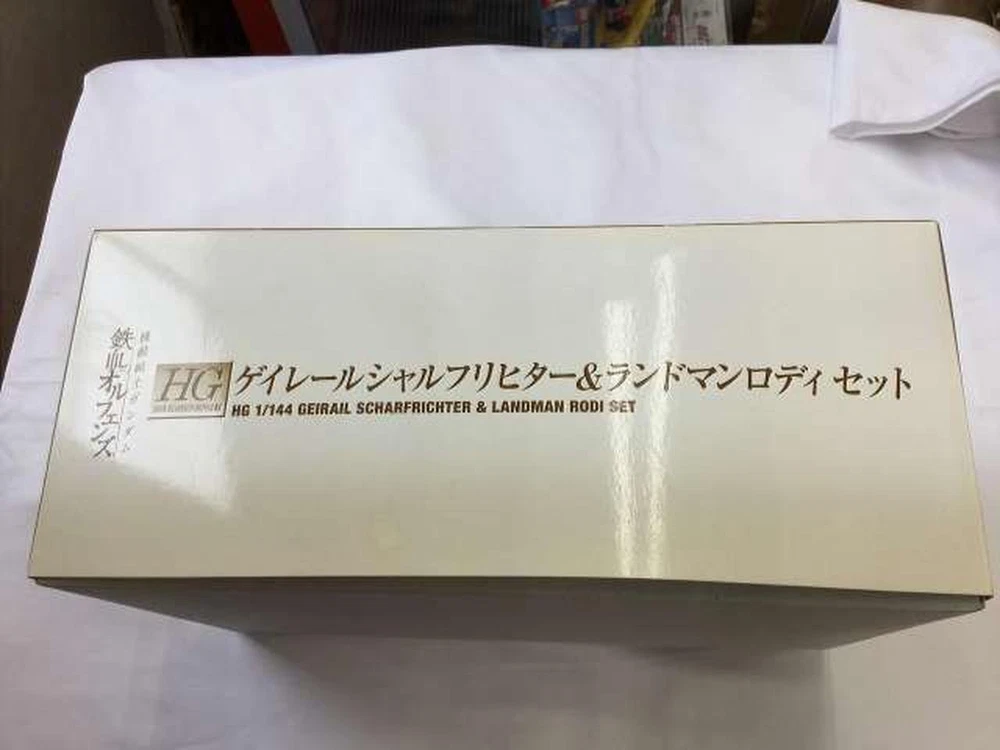 機動戦士ガンダム
鉄血のオルフェンズ
HG
ゲイレールシャルフリヒター&ランドマンロディ セット
HG 1/144 GEIRAIL SCHARFRICHTER & LANDMAN RODI SET